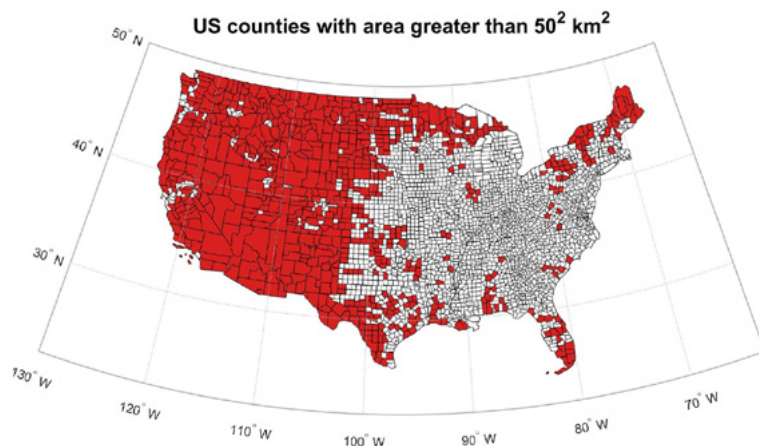 US counties with area greater than 50² km²
50° N
40° N
30° N
130° W
120° W
110° W
100° W
90° W
80° W
70° W